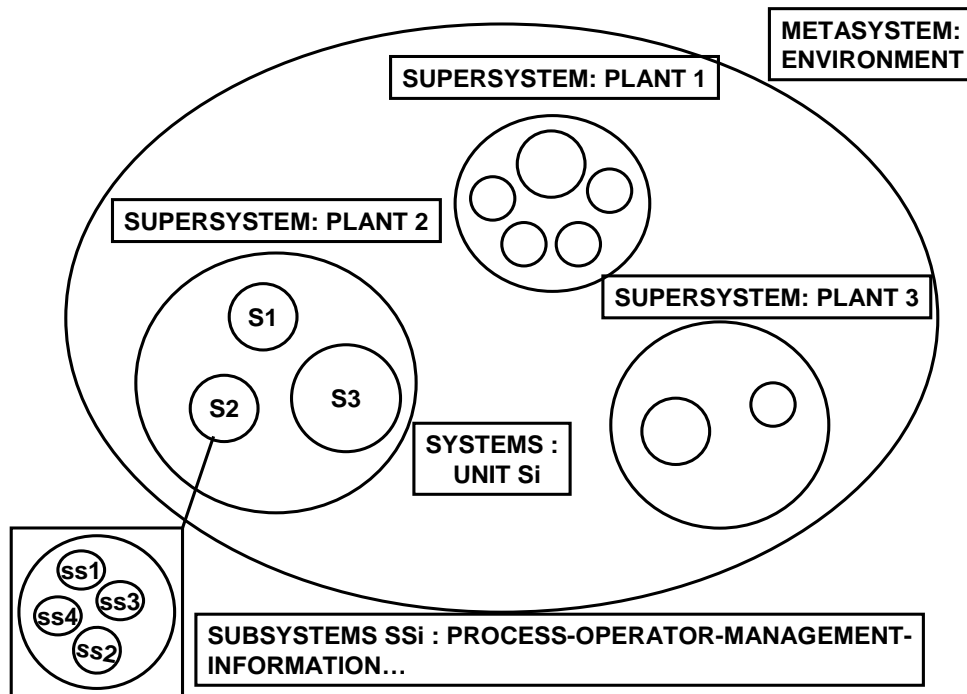 METASYSTEM:
ENVIRONMENT
SUPERSYSTEM: PLANT 1
SUPERSYSTEM: PLANT 2
SUPERSYSTEM: PLANT 3
S1
S2
S3
SYSTEMS :
UNIT Si
ss1
ss3
ss4
ss2
SUBSYSTEMS SSi : PROCESS-OPERATOR-MANAGEMENT-
INFORMATION…